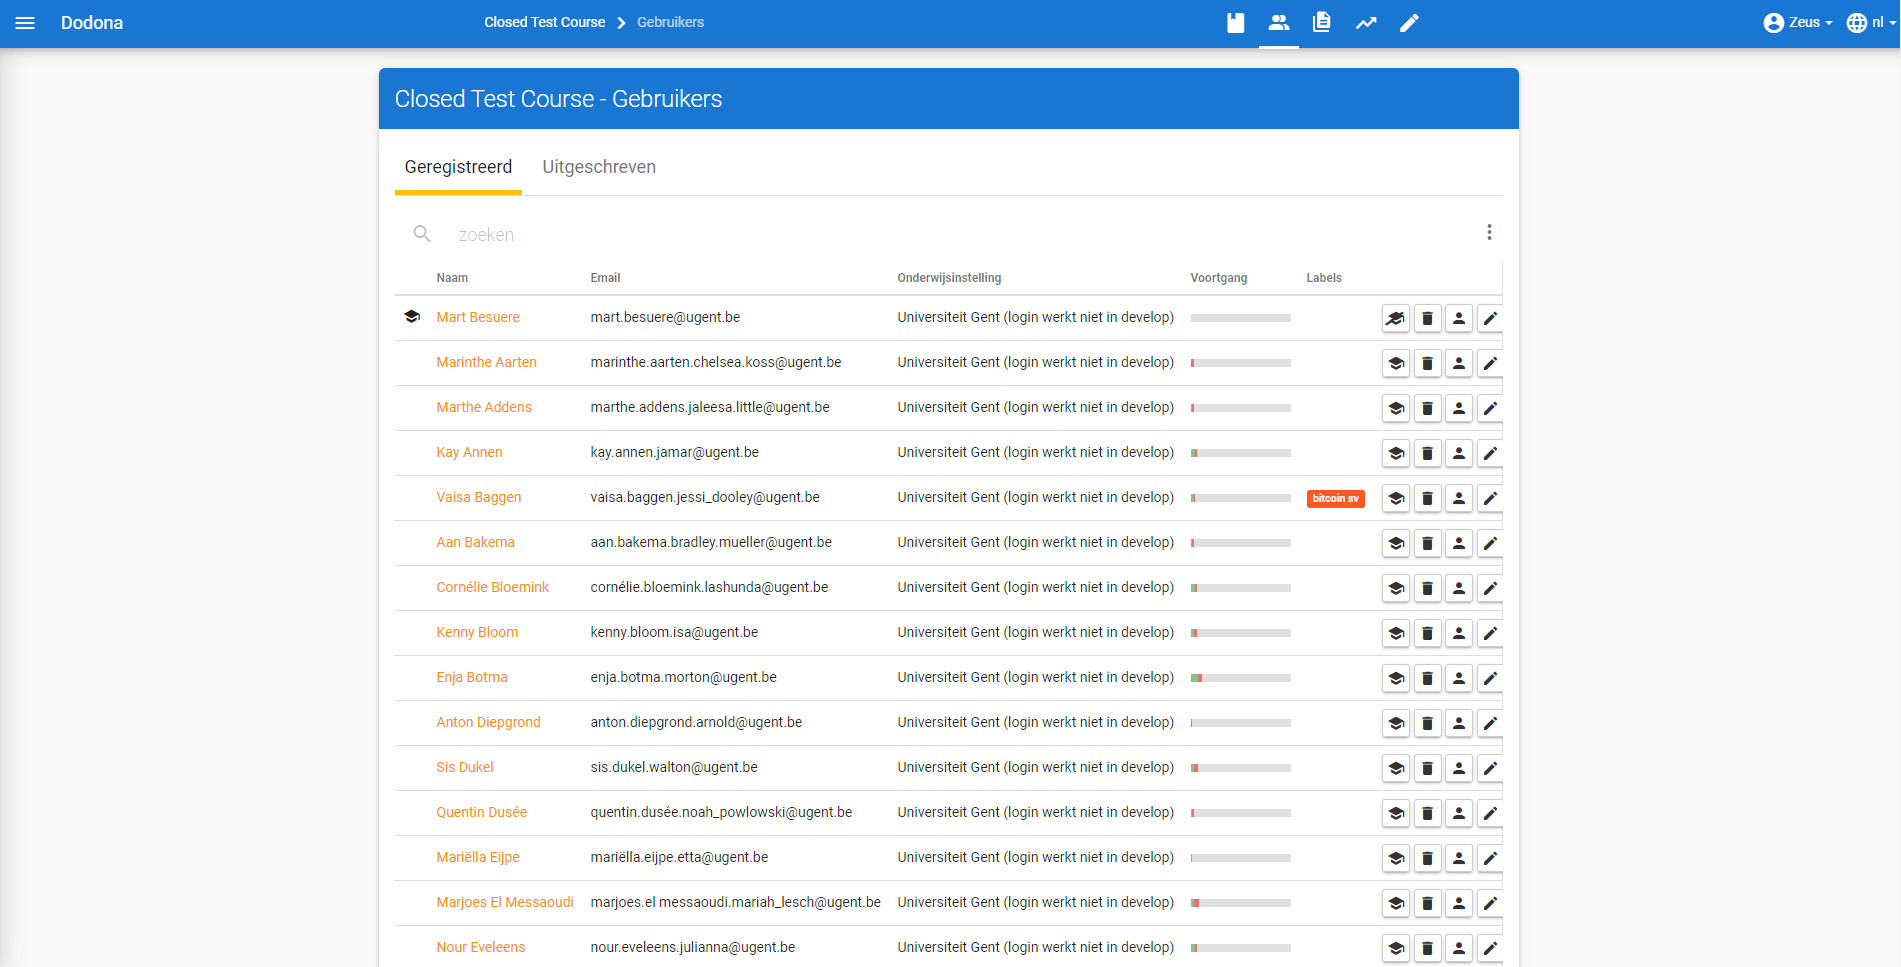 Dodona
Closed Test Course
Gebruikers
Zeus
nl
Closed Test Course - Gebruikers
Geregistreerd
Uitgeschreven
zoeken
Naam Email Onderwijsinstelling Voortgang Labels
Mart Besuere mart.besuere@ugent.be Universiteit Gent (login werkt niet in develop)
Marinthe Aarten marinthe.aarten.chelsea.koss@ugent.be Universiteit Gent (login werkt niet in develop)
Marthe Addens marthe.addens.jaleesa.little@ugent.be Universiteit Gent (login werkt niet in develop)
Kay Annen kay.annen.jamar@ugent.be Universiteit Gent (login werkt niet in develop)
Vaisa Baggen vaisa.baggen.jessi_dooley@ugent.be Universiteit Gent (login werkt niet in develop) bitcoin sv
Aan Bakema aan.bakema.bradley.mueller@ugent.be Universiteit Gent (login werkt niet in develop)
Cornélie Bloemink cornélie.bloemink.lashunda@ugent.be Universiteit Gent (login werkt niet in develop)
Kenny Bloom kenny.bloom.isa@ugent.be Universiteit Gent (login werkt niet in develop)
Enja Botma enja.botma.morton@ugent.be Universiteit Gent (login werkt niet in develop)
Anton Diepgrond anton.diepgrond.arnold@ugent.be Universiteit Gent (login werkt niet in develop)
Sis Dukel sis.dukel.walton@ugent.be Universiteit Gent (login werkt niet in develop)
Quentin Dusée quentin.dusée.noah_powlowski@ugent.be Universiteit Gent (login werkt niet in develop)
Mariëlla Eijpe mariëlla.eijpe.etta@ugent.be Universiteit Gent (login werkt niet in develop)
Marjoes El Messaoudi marjoes.el messaoudi.mariah_lesch@ugent.be Universiteit Gent (login werkt niet in develop)
Nour Eveleens nour.eveleens.julianna@ugent.be Universiteit Gent (login werkt niet in develop)